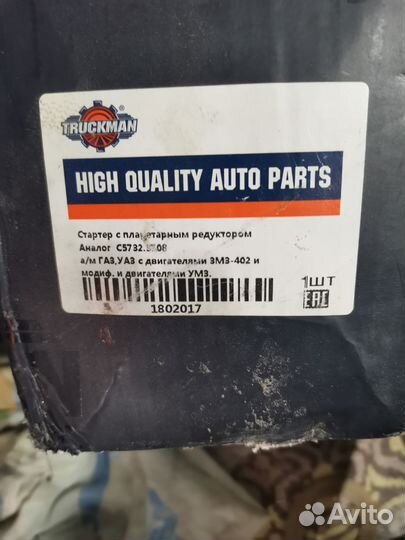 TRUCKMAN
HIGH QUALITY AUTO PARTS
Стартер с планетарным редуктором
Аналог
а/м ГАЗ,УАЗ с двигателями ЗМЗ-402 и
модиф. и двигателями УМЗ.
1ШТ
EAC
1802017
Avito